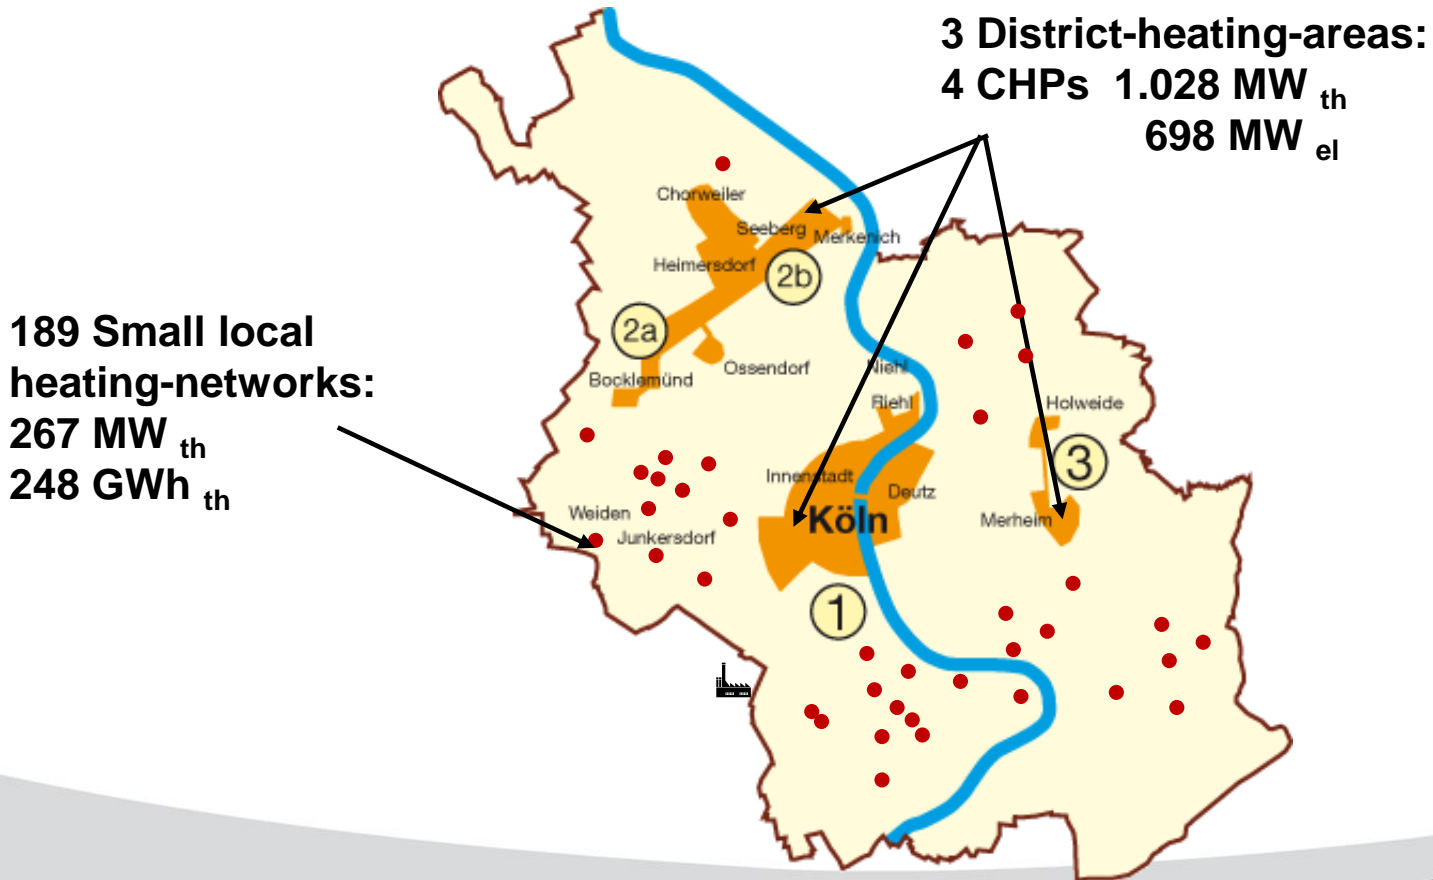 3 District-heating-areas:
4 CHPs 1.028 MW th
698 MW el
189 Small local
heating-networks:
267 MW th
248 GWh th
Chorweiler
Seeberg
Merkenich
Heimersdorf
2b
2a
Ossendorf
Bocklemünd
Niehl
Riehl
Holweide
3
Innenstadt
Deutz
Köln
Merheim
Weiden
Junkersdorf
1